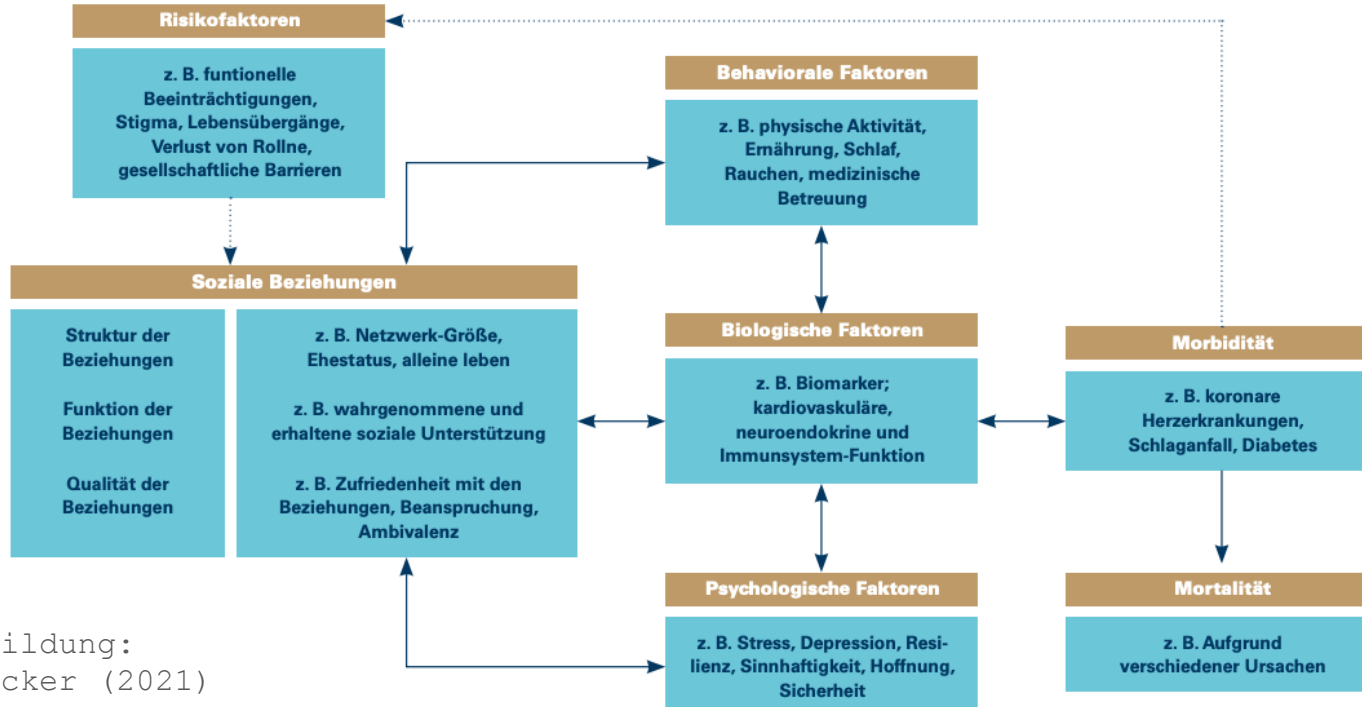 Risikofaktoren
z. B. funtionelle
Beeinträchtigungen,
Stigma, Lebensübergänge,
Verlust von Rollne,
gesellschaftliche Barrieren
Behaviorale Faktoren
z. B. physische Aktivität,
Ernährung, Schlaf,
Rauchen, medizinische
Betreuung
Soziale Beziehungen
Struktur der
Beziehungen
z. B. Netzwerk-Größe,
Ehestatus, alleine leben
Funktion der
Beziehungen
z. B. wahrgenommene und
erhaltene soziale Unterstützung
Qualität der
Beziehungen
z. B. Zufriedenheit mit den
Beziehungen, Beanspruchung,
Ambivalenz
Biologische Faktoren
z. B. Biomarker;
kardiovaskuläre,
neuroendokrine und
Immunsystem-Funktion
Morbidität
z. B. koronare
Herzerkrankungen,
Schlaganfall, Diabetes
Psychologische Faktoren
z. B. Stress, Depression, Resi-
lienz, Sinnhaftigkeit, Hoffnung,
Sicherheit
Mortalität
z. B. Aufgrund
verschiedener Ursachen
ildung:
cker (2021)